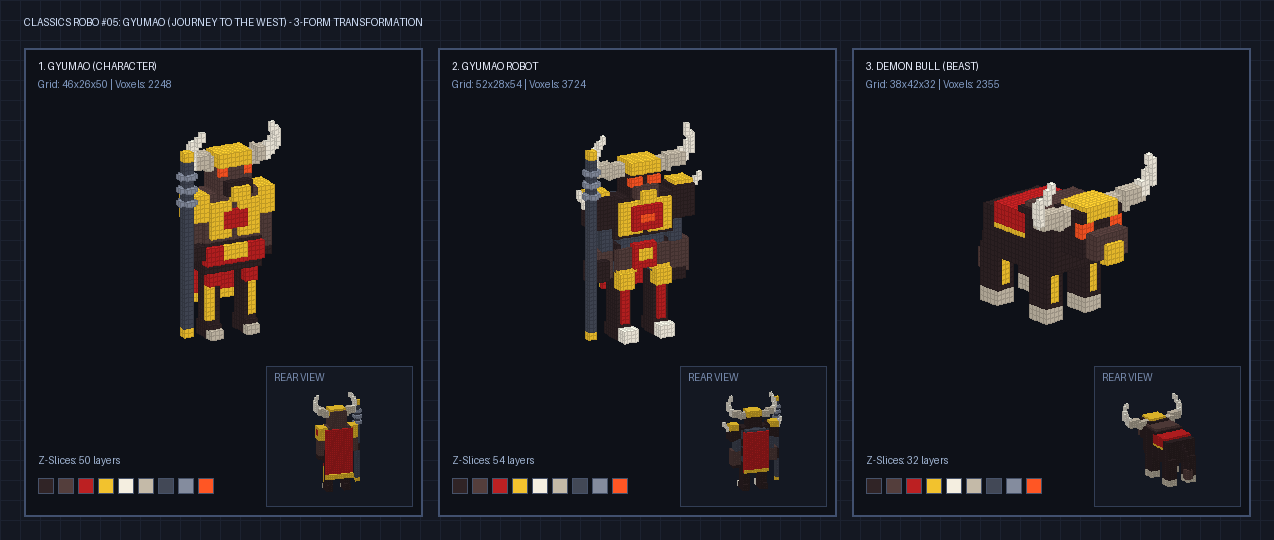 CLASSICS ROBO #05: GYUMAO (JOURNEY TO THE WEST) - 3-FORM TRANSFORMATION
1. GYUMAO (CHARACTER)
Grid: 46x26x50 | Voxels: 2248
REAR VIEW
Z-Slices: 50 layers
2. GYUMAO ROBOT
Grid: 52x28x54 | Voxels: 3724
REAR VIEW
Z-Slices: 54 layers
3. DEMON BULL (BEAST)
Grid: 38x42x32 | Voxels: 2355
REAR VIEW
Z-Slices: 32 layers